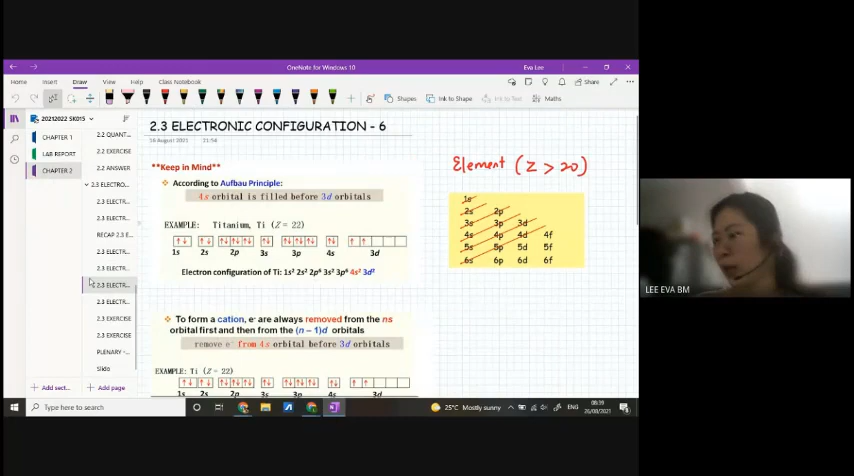 OneNote for Windows 10
Eva Lee
Home Insert Draw View Help Class Notebook
Share
Shapes Ink to Shape Ink to Text Maths
20212022 SK015
CHAPTER 1
LAB REPORT
CHAPTER 2
2.2 QUANT...
2.2 EXERCISE
2.2 ANSWER
2.3 ELECTRO...
2.3 ELECTR...
2.3 ELECTR...
RECAP 2.3 E...
2.3 ELECTR...
2.3 ELECTR...
2.3 ELECTR...
2.3 ELECTR...
2.3 EXERCISE
2.3 EXERCISE
PLENARY -...
Slido
Add sect...
Add page
2.3 ELECTRONIC CONFIGURATION - 6
16 August 2021 21:54
**Keep in Mind**
According to Aufbau Principle:
4s orbital is filled before 3d orbitals
EXAMPLE: Titanium, Ti (Z = 22)
1s 2s 2p 3s 3p 4s 3d
Electron configuration of Ti: 1s² 2s² 2p⁶ 3s² 3p⁶ 4s² 3d²
To form a cation, e⁻ are always removed from the ns
orbital first and then from the (n – 1)d orbitals
remove e⁻ from 4s orbital before 3d orbitals
EXAMPLE: Ti (Z = 22)
1s 2s 2p 3s 3p 4s 3d
Element (Z > 20)
1s
2s 2p
3s 3p 3d
4s 4p 4d 4f
5s 5p 5d 5f
6s 6p 6d 6f
LEE EVA BM
Type here to search
25°C Mostly sunny
ENG
08:39
26/08/2021